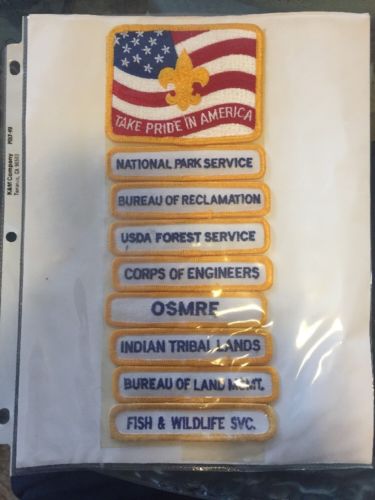 TAKE PRIDE IN AMERICA
NATIONAL PARK SERVICE
BUREAU OF RECLAMATION
USDA FOREST SERVICE
CORPS OF ENGINEERS
OSMRE
INDIAN TRIBAL LANDS
BUREAU OF LAND MGMT.
FISH & WILDLIFE SVC.
K&M Company